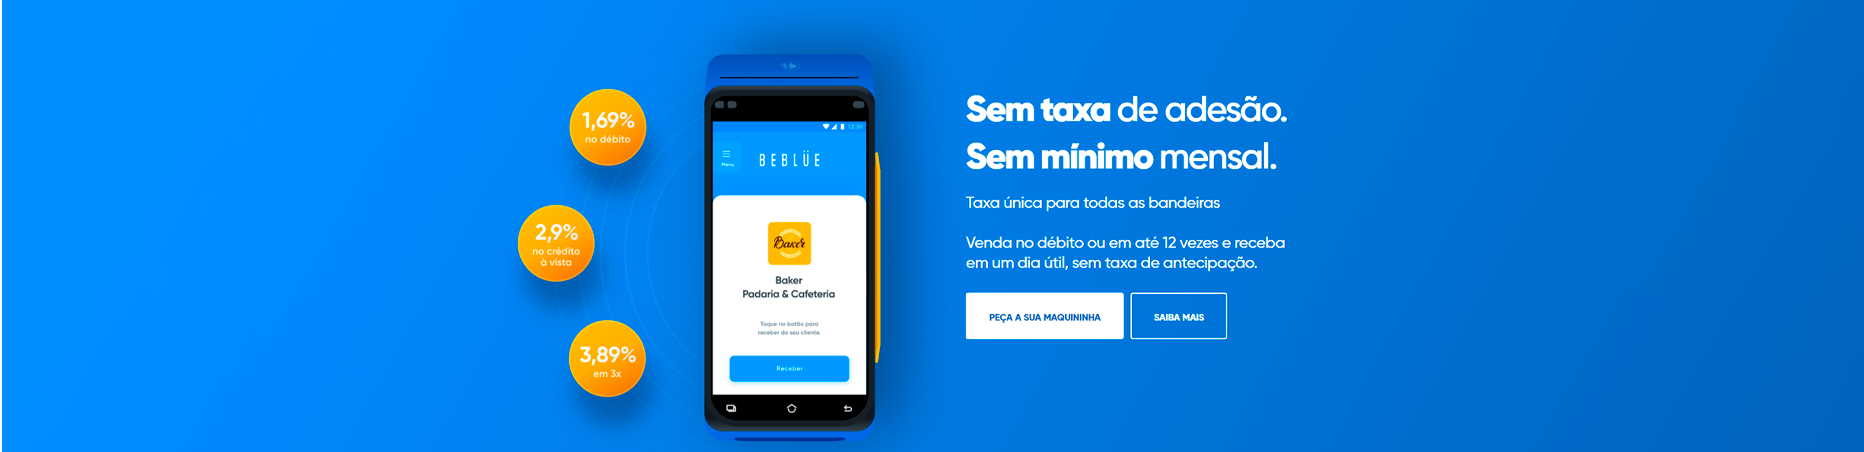 1,69%
no débito
2,9%
no crédito
à vista
3,89%
em 3x
12:30
Menu
BEBLÜE
Baker
Baker
Padaria & Cafeteria
Toque no botão para
receber do seu cliente.
Receber
Sem taxa de adesão.
Sem mínimo mensal.
Taxa única para todas as bandeiras
Venda no débito ou em até 12 vezes e receba
em um dia útil, sem taxa de antecipação.
PEÇA A SUA MAQUININHA
SAIBA MAIS